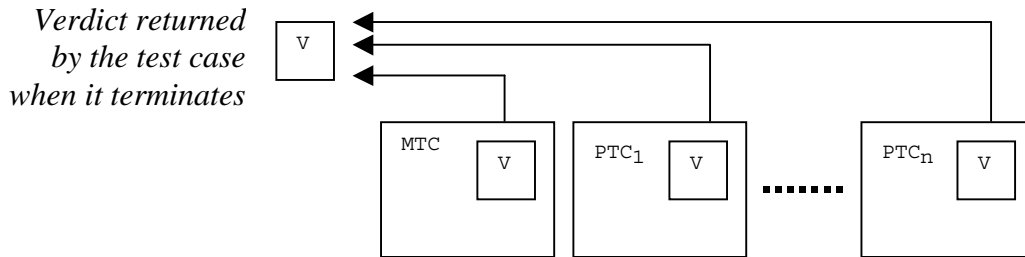 Verdict returned
by the test case
when it terminates
V
MTC
V
PTC1
V
PTCn
V